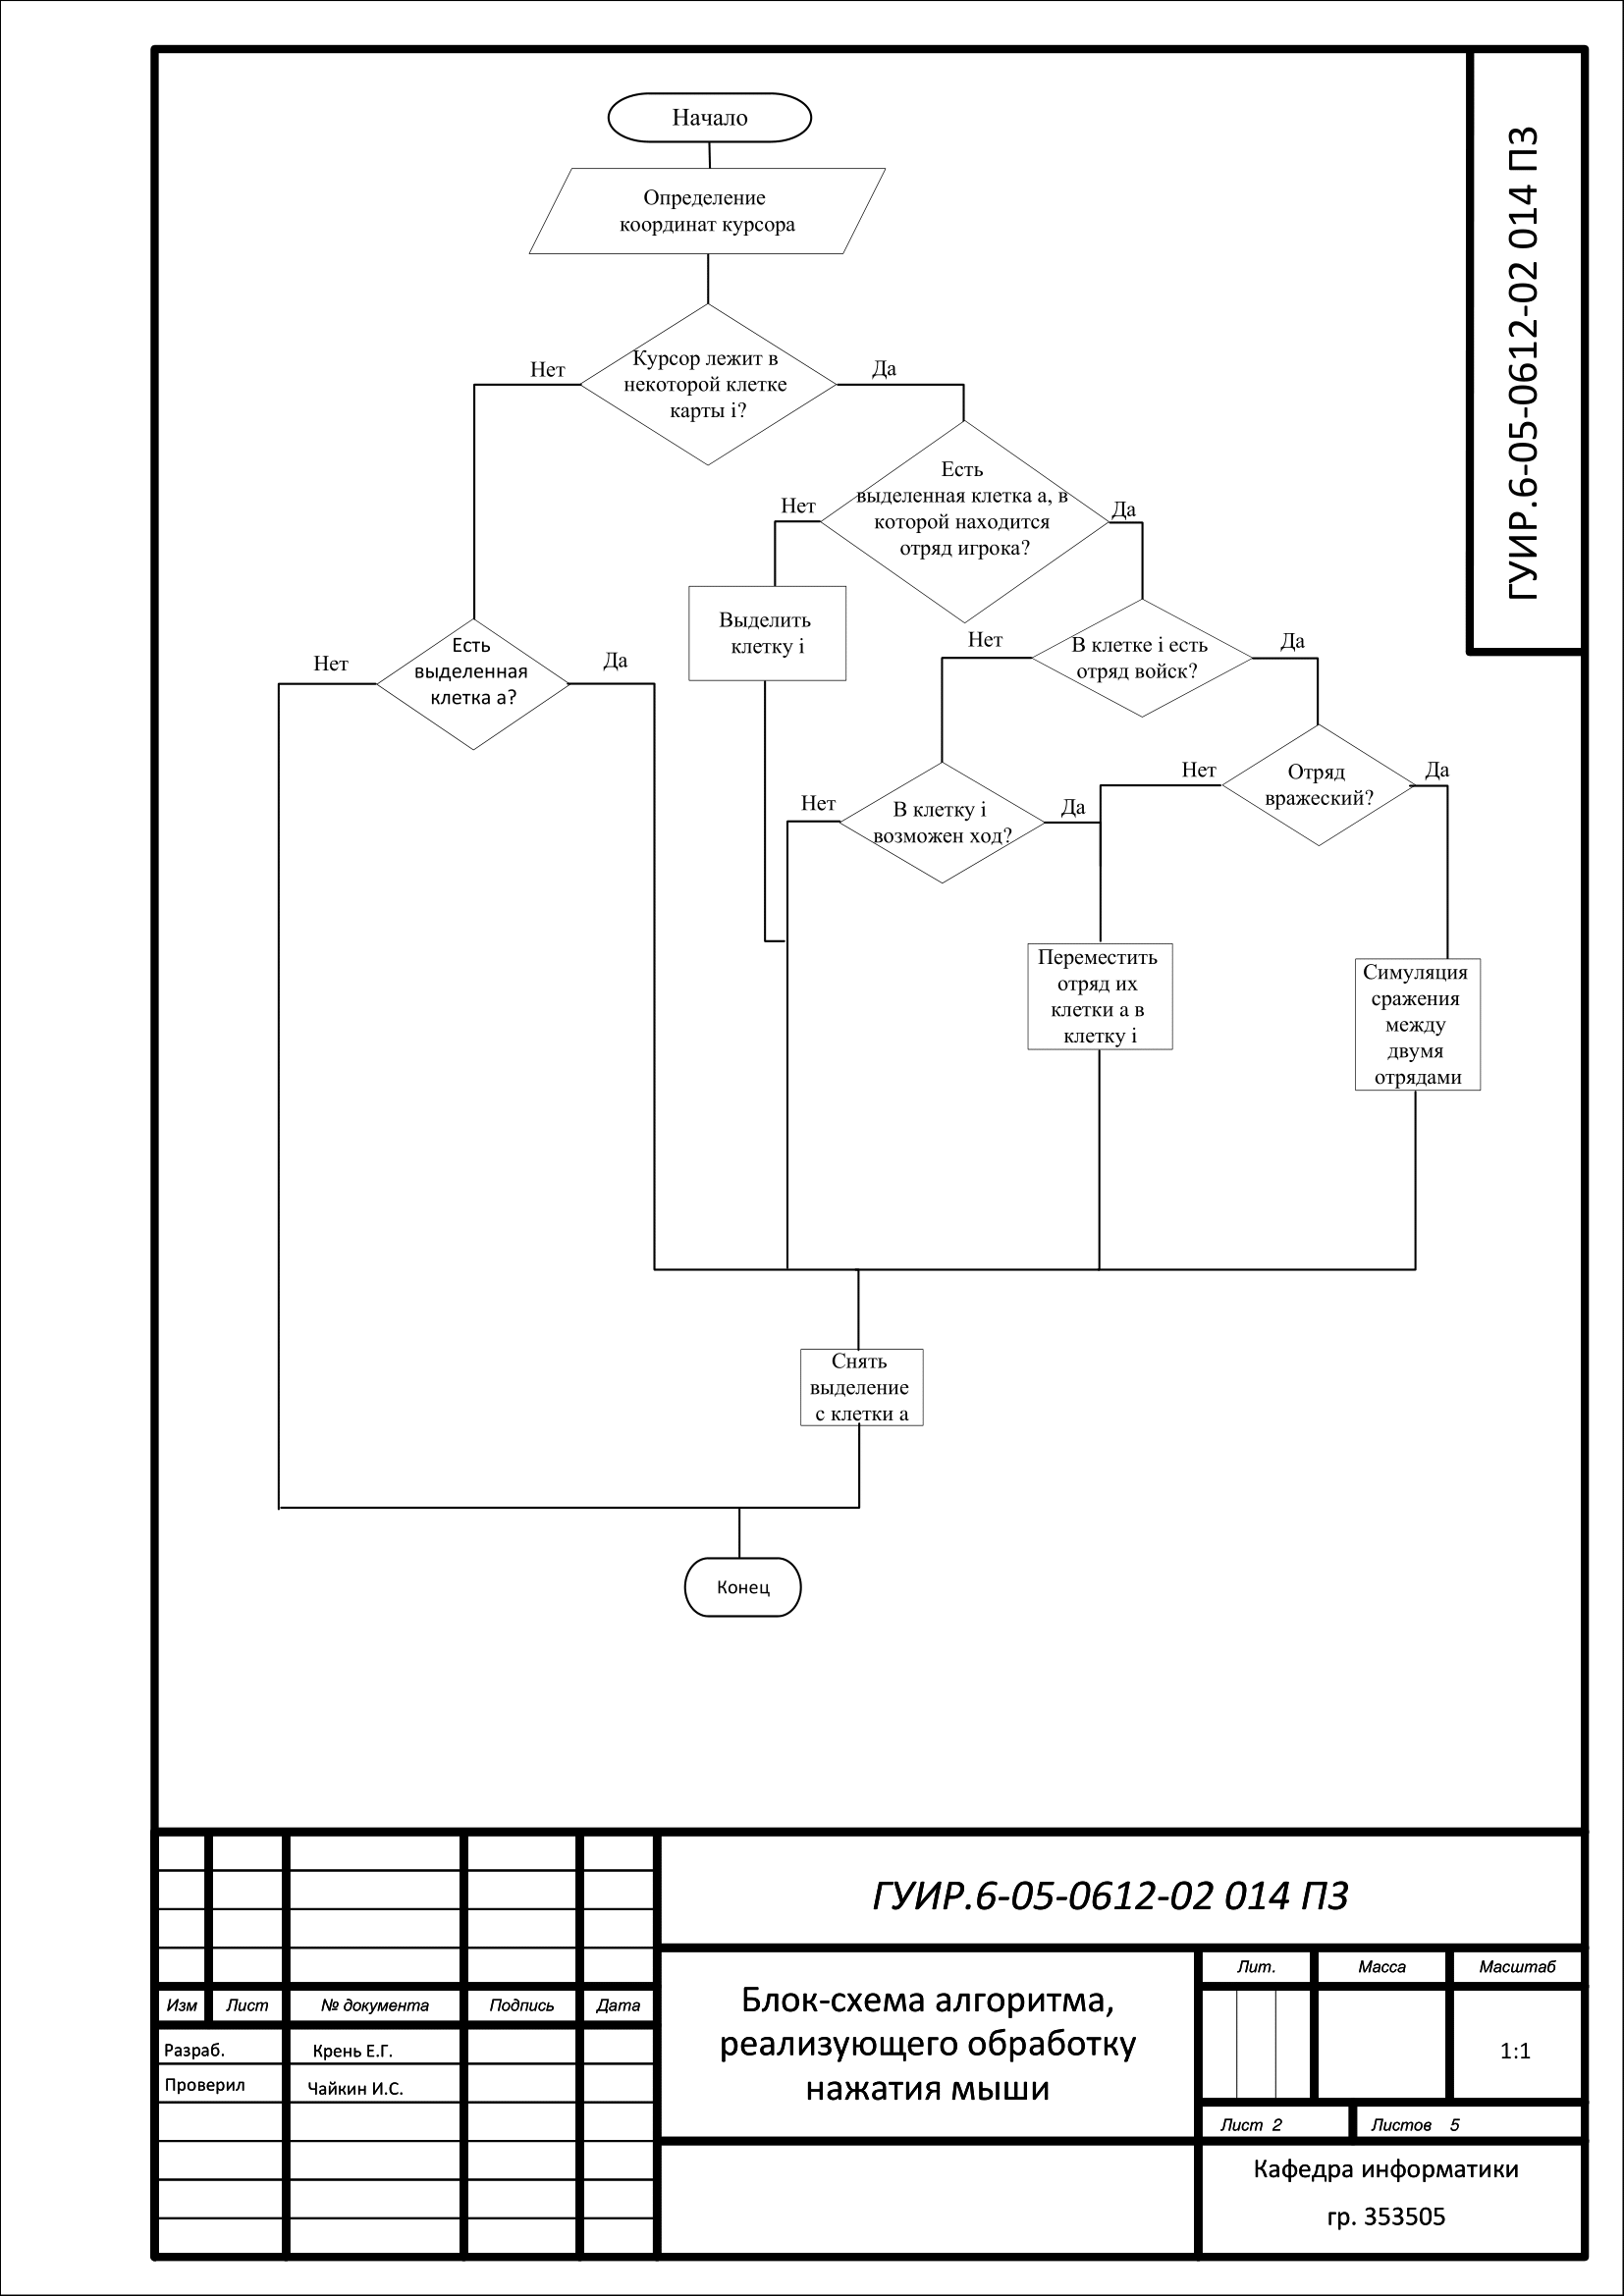 Начало
ГУИР.6-05-0612-02 014 ПЗ
Определение
координат курсора
Курсор лежит в
некоторой клетке
карты i?
Нет
Да
Есть
выделенная клетка a, в
которой находится
отряд игрока?
Нет
Да
Выделить
клетку i
В клетке i есть
отряд войск?
Нет
Да
Есть
выделенная
клетка a?
Нет
Да
В клетку i
возможен ход?
Нет
Да
Отряд
вражеский?
Нет
Да
Переместить
отряд их
клетки a в
клетку i
Симуляция
сражения
между
двумя
отрядами
Снять
выделение
с клетки a
Конец
ГУИР.6-05-0612-02 014 ПЗ
Изм Лист № документа Подпись Дата
Разраб. Крень Е.Г.
Проверил Чайкин И.С.
Блок-схема алгоритма,
реализующего обработку
нажатия мыши
Лит. Масса Масштаб
1:1
Лист 2 Листов 5
Кафедра информатики
гр. 353505